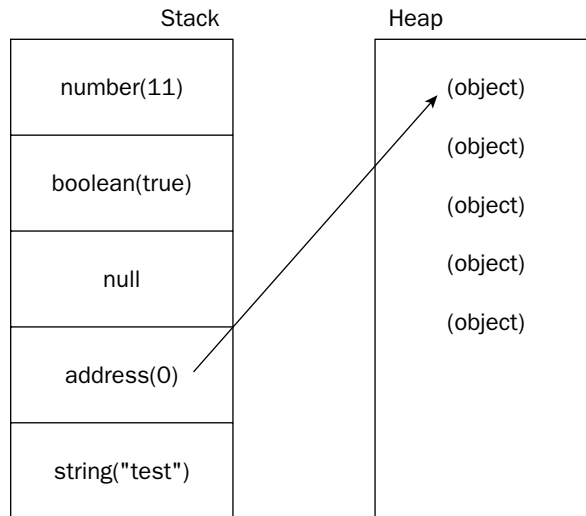 Stack
Heap
number(11)
boolean(true)
null
address(0)
string("test")
(object)
(object)
(object)
(object)
(object)